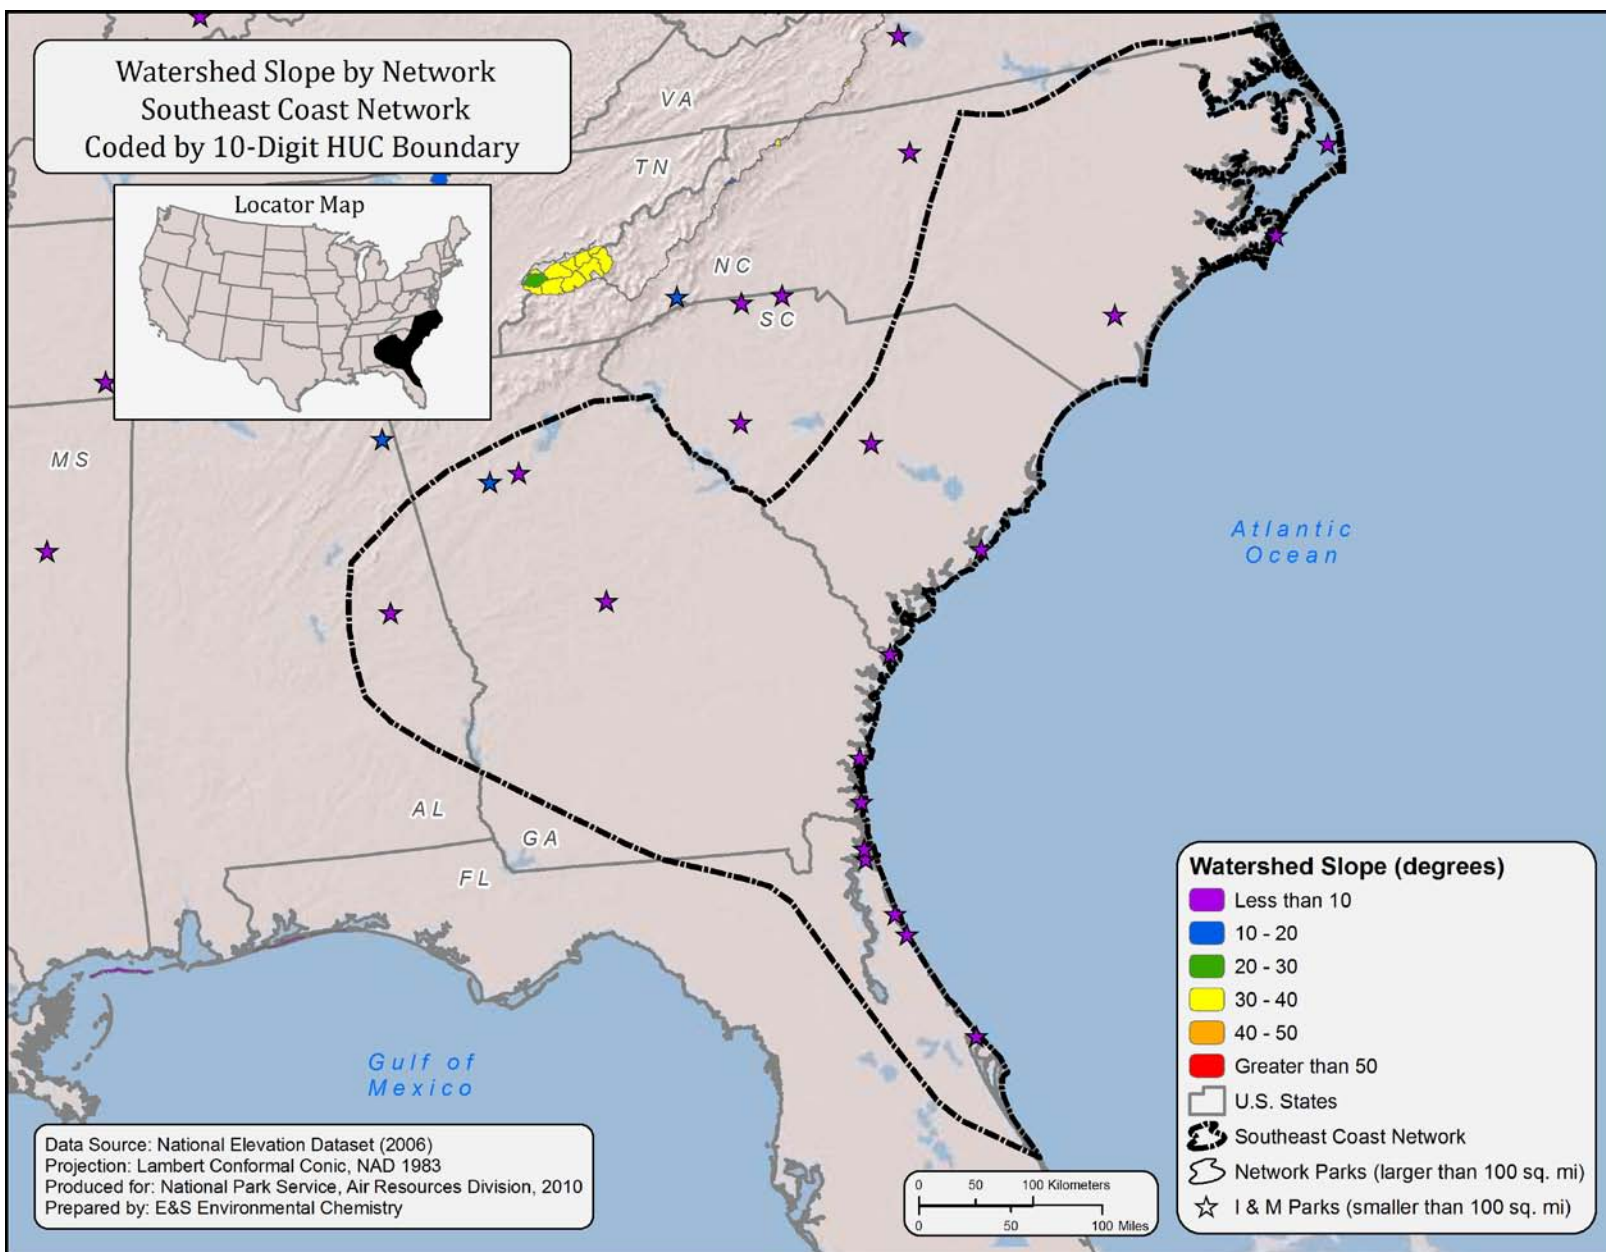 Watershed Slope by Network
Southeast Coast Network
Coded by 10-Digit HUC Boundary
Locator Map
VA
TN
NC
SC
MS
AL
GA
FL
Atlantic
Ocean
Gulf of
Mexico
Watershed Slope (degrees)
Less than 10
10 - 20
20 - 30
30 - 40
40 - 50
Greater than 50
U.S. States
Southeast Coast Network
Network Parks (larger than 100 sq. mi)
I & M Parks (smaller than 100 sq. mi)
Data Source: National Elevation Dataset (2006)
Projection: Lambert Conformal Conic, NAD 1983
Produced for: National Park Service, Air Resources Division, 2010
Prepared by: E&S Environmental Chemistry
0 50 100 Kilometers
0 50 100 Miles